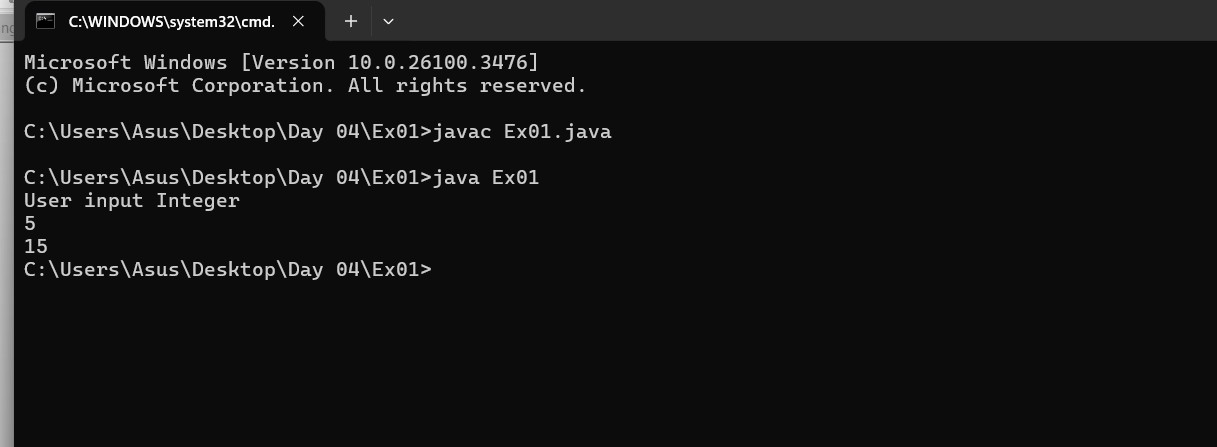 C:\WINDOWS\system32\cmd.
Microsoft Windows [Version 10.0.26100.3476]
(c) Microsoft Corporation. All rights reserved.
C:\Users\Asus\Desktop\Day 04\Ex01>javac Ex01.java
C:\Users\Asus\Desktop\Day 04\Ex01>java Ex01
User input Integer
5
15
C:\Users\Asus\Desktop\Day 04\Ex01>